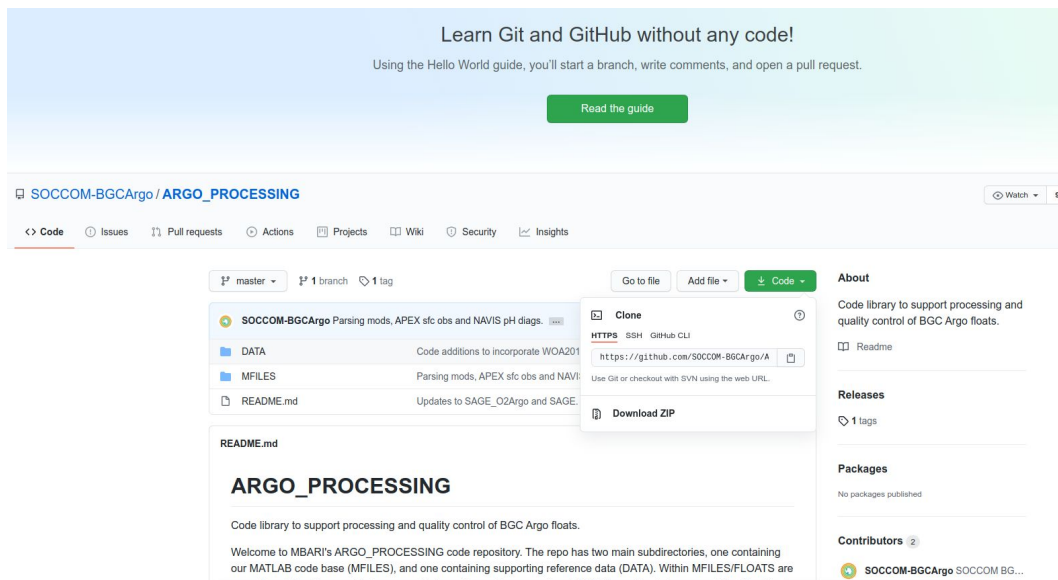 Learn Git and GitHub without any code!
Using the Hello World guide, you'll start a branch, write comments, and open a pull request.
Read the guide
SOCCOM-BGCArgo / ARGO_PROCESSING
Watch
<> Code Issues Pull requests Actions Projects Wiki Security Insights
master 1 branch 1 tag Go to file Add file Code
SOCCOM-BGCArgo Parsing mods, APEX sfc obs and NAVIS pH diags. ...
DATA Code additions to incorporate WOA201
MFILES Parsing mods, APEX sfc obs and NAVI
README.md Updates to SAGE_O2Argo and SAGE.
Clone
HTTPS SSH GitHub CLI
https://github.com/SOCCOM-BGCArgo/A
Use Git or checkout with SVN using the web URL.
Download ZIP
README.md
ARGO_PROCESSING
Code library to support processing and quality control of BGC Argo floats.
Welcome to MBARI's ARGO_PROCESSING code repository. The repo has two main subdirectories, one containing
our MATLAB code base (MFILES), and one containing supporting reference data (DATA). Within MFILES/FLOATS are
About
Code library to support processing and
quality control of BGC Argo floats.
Readme
Releases
1 tags
Packages
No packages published
Contributors 2
SOCCOM-BGCArgo SOCCOM BG...